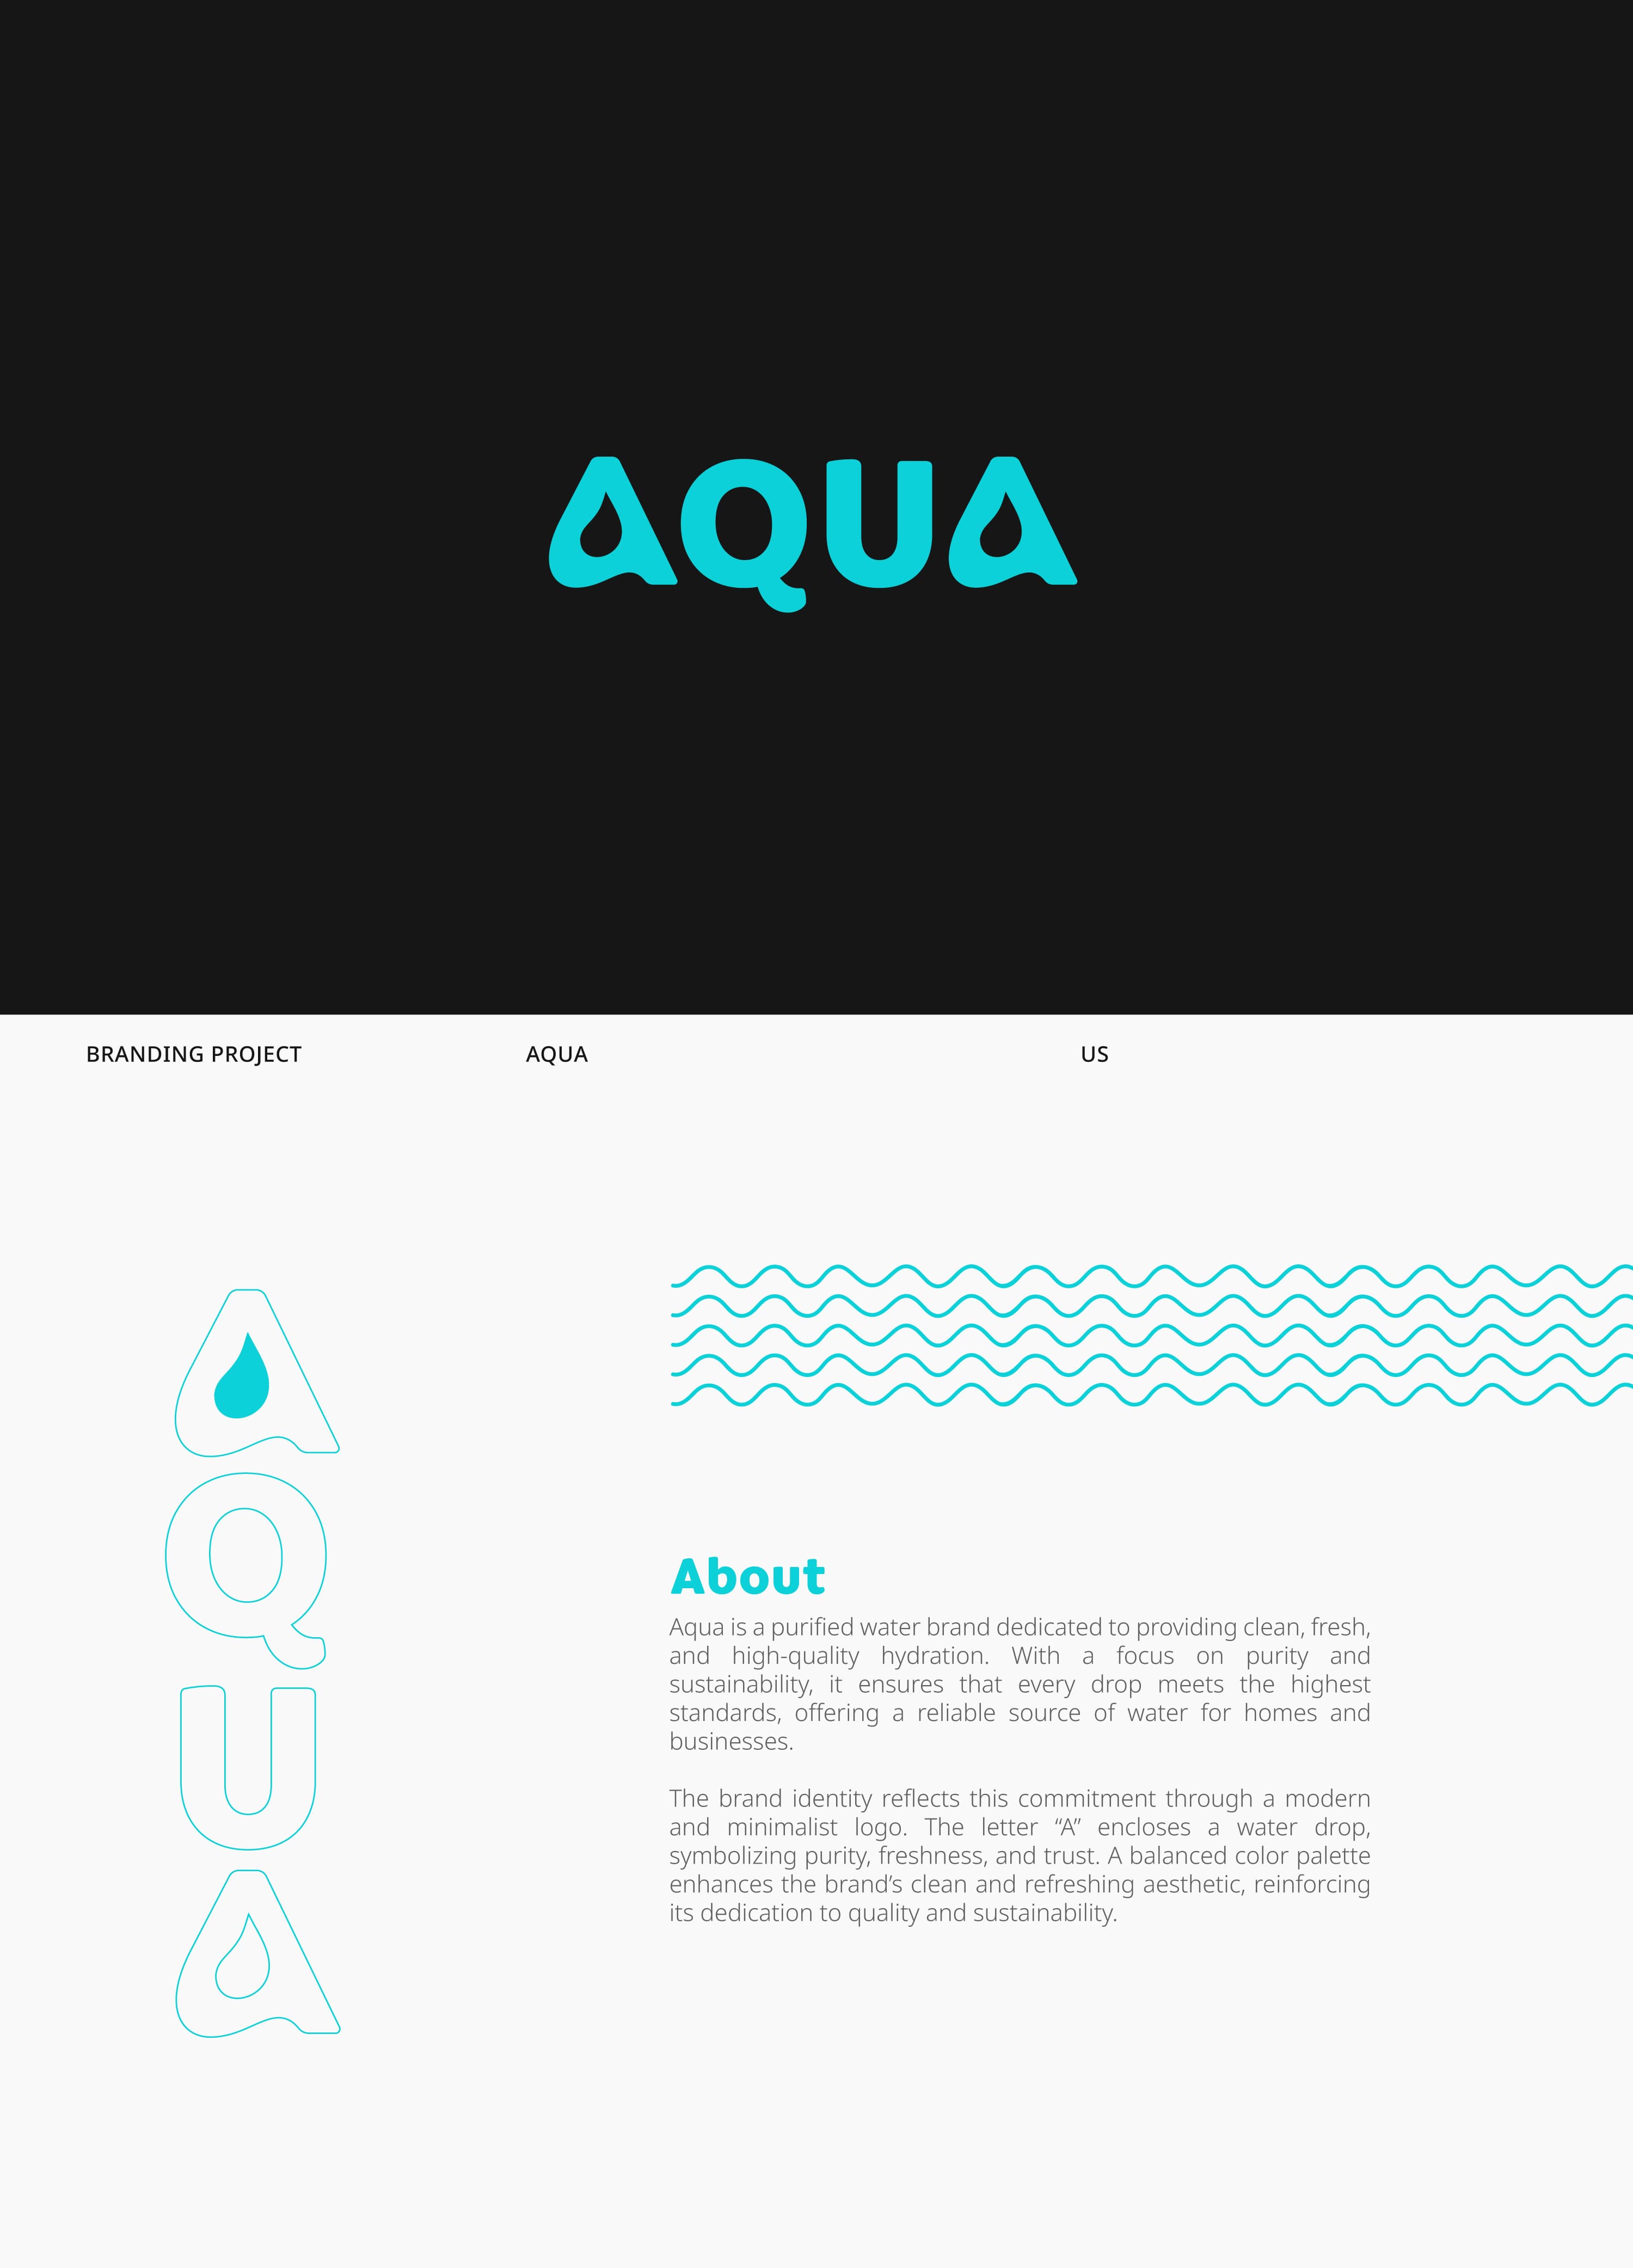 AQUA
BRANDING PROJECT
AQUA
US
A
Q
U
A
About
Aqua is a purified water brand dedicated to providing clean, fresh,
and high-quality hydration. With a focus on purity and
sustainability, it ensures that every drop meets the highest
standards, offering a reliable source of water for homes and
businesses.
The brand identity reflects this commitment through a modern
and minimalist logo. The letter “A” encloses a water drop,
symbolizing purity, freshness, and trust. A balanced color palette
enhances the brand’s clean and refreshing aesthetic, reinforcing
its dedication to quality and sustainability.